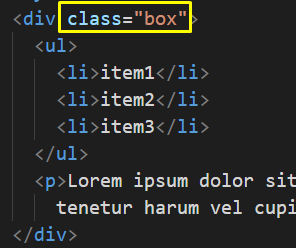 <div class="box">
<ul>
<li>item1</li>
<li>item2</li>
<li>item3</li>
</ul>
<p>Lorem ipsum dolor sit
tenetur harum vel cupi
</div>